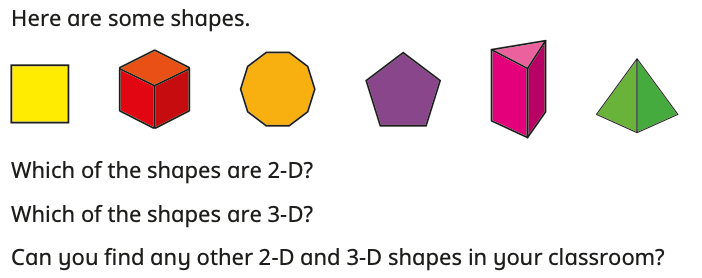 Here are some shapes.
Which of the shapes are 2-D?
Which of the shapes are 3-D?
Can you find any other 2-D and 3-D shapes in your classroom?